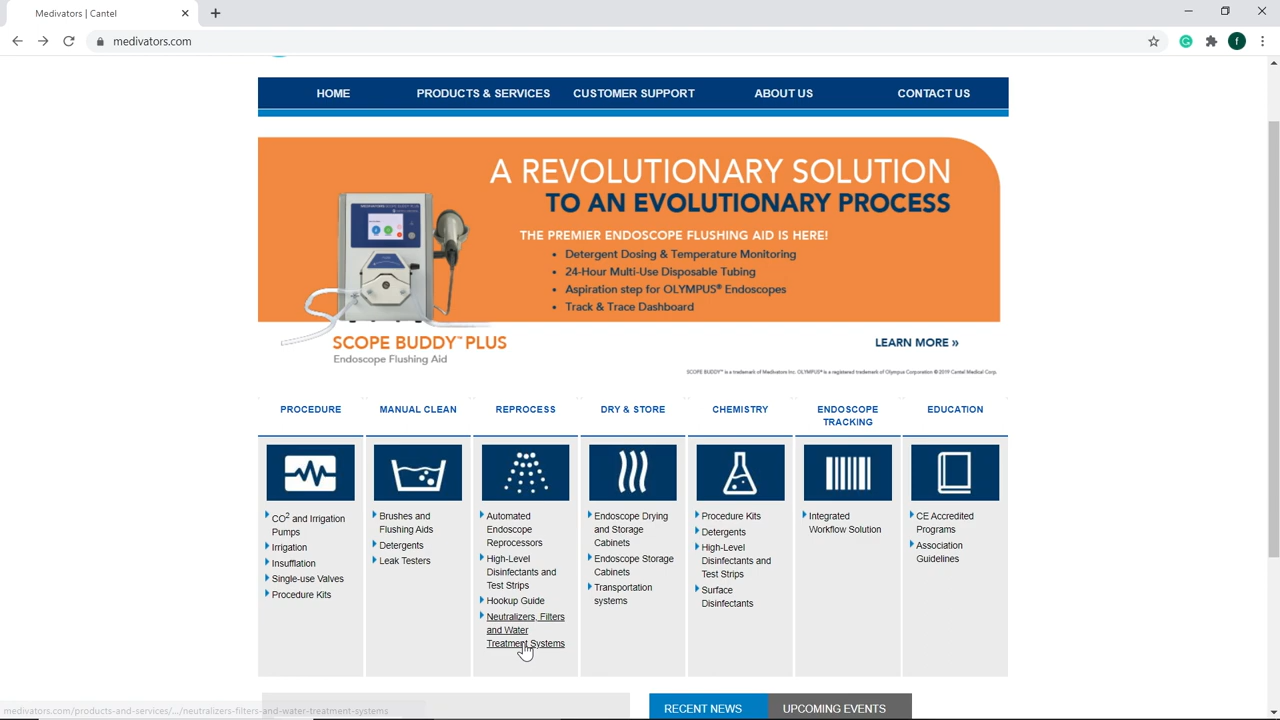 Medivators | Cantel
medivators.com
f
HOME PRODUCTS & SERVICES CUSTOMER SUPPORT ABOUT US CONTACT US
A REVOLUTIONARY SOLUTION
TO AN EVOLUTIONARY PROCESS
THE PREMIER ENDOSCOPE FLUSHING AID IS HERE!
• Detergent Dosing & Temperature Monitoring
• 24-Hour Multi-Use Disposable Tubing
• Aspiration step for OLYMPUS® Endoscopes
• Track & Trace Dashboard
SCOPE BUDDY™ PLUS
Endoscope Flushing Aid
LEARN MORE »
SCOPE BUDDY™ is a trademark of Medivators Inc. OLYMPUS® is a registered trademark of Olympus Corporation © 2019 Cantel Medical Corp.
PROCEDURE
CO2 and Irrigation
Pumps
Irrigation
Insufflation
Single-use Valves
Procedure Kits
MANUAL CLEAN
Brushes and
Flushing Aids
Detergents
Leak Testers
REPROCESS
Automated
Endoscope
Reprocessors
High-Level
Disinfectants and
Test Strips
Hookup Guide
Neutralizers, Filters
and Water
Treatment Systems
DRY & STORE
Endoscope Drying
and Storage
Cabinets
Endoscope Storage
Cabinets
Transportation
systems
CHEMISTRY
Procedure Kits
Detergents
High-Level
Disinfectants and
Test Strips
Surface
Disinfectants
ENDOSCOPE
TRACKING
Integrated
Workflow Solution
EDUCATION
CE Accredited
Programs
Association
Guidelines
RECENT NEWS UPCOMING EVENTS
medivators.com/products-and-services/.../neutralizers-filters-and-water-treatment-systems